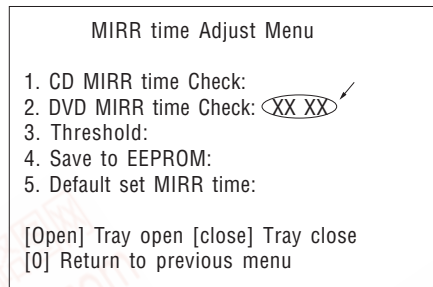 MIRR time Adjust Menu
1. CD MIRR time Check:
2. DVD MIRR time Check: XX XX
3. Threshold:
4. Save to EEPROM:
5. Default set MIRR time:
[Open] Tray open [close] Tray close
[0] Return to previous menu